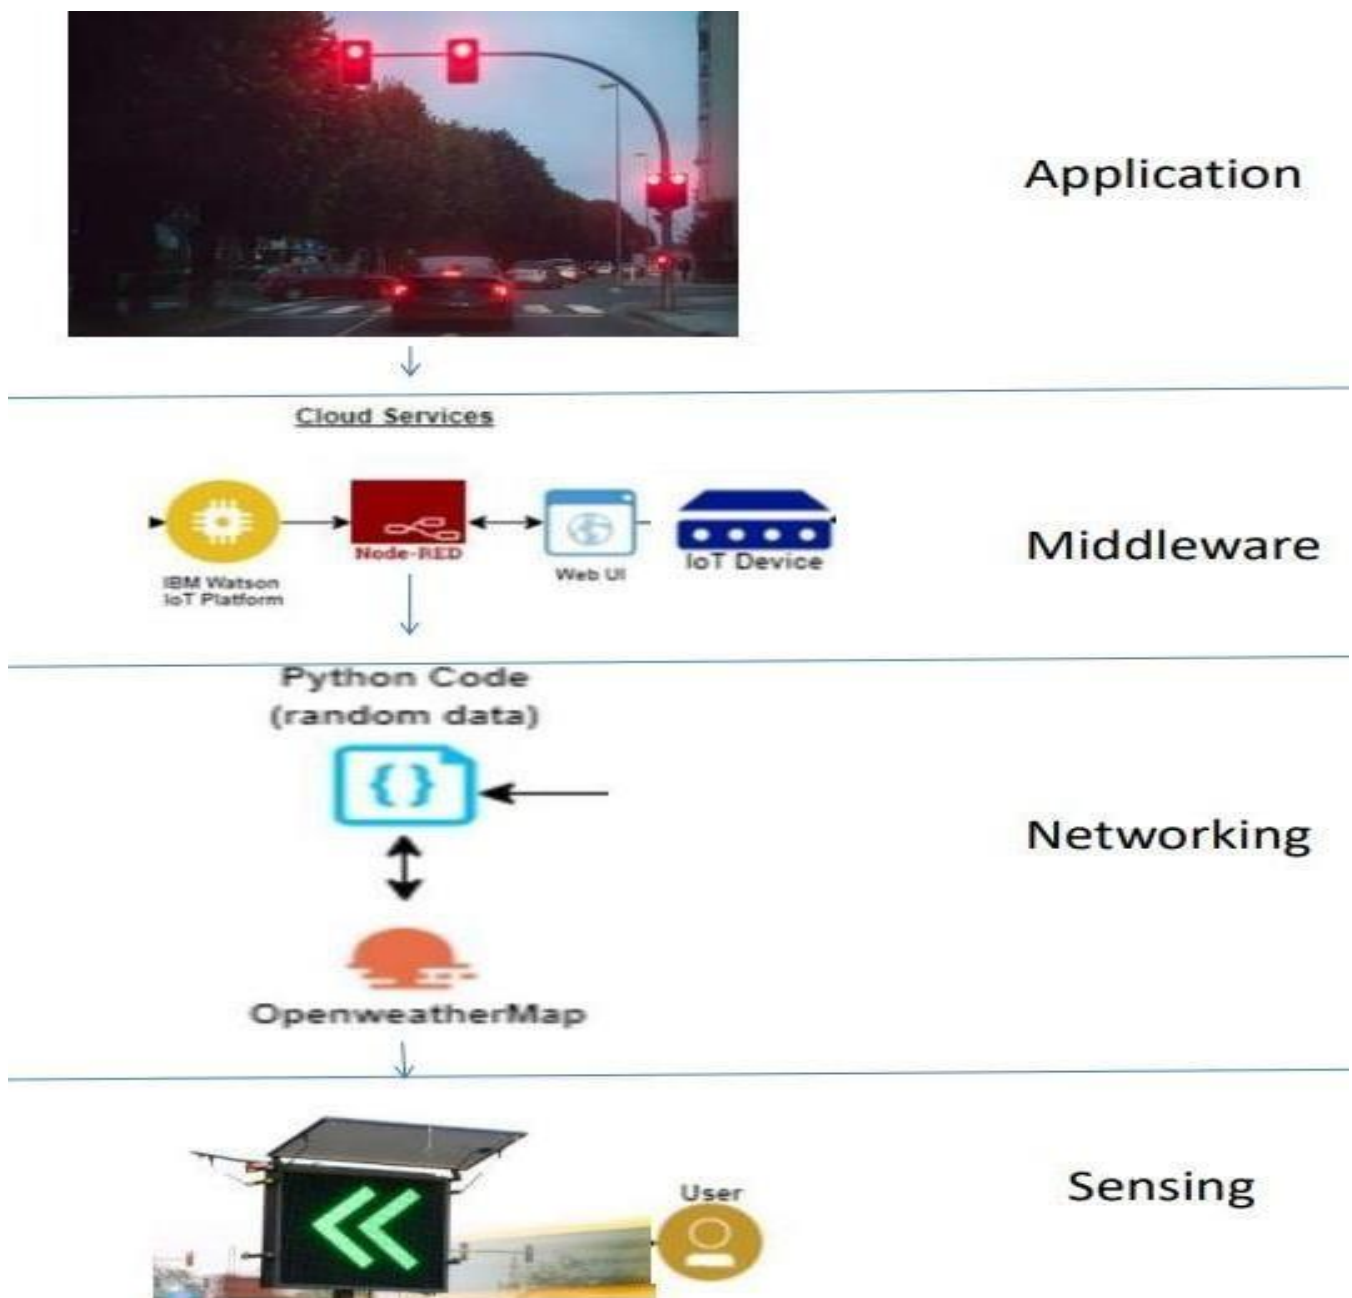 Application
Cloud Services
IBM Watson
IoT Platform
Node-RED
Web UI
IoT Device
Middleware
Python Code
(random data)
{}
Networking
OpenweatherMap
User
Sensing